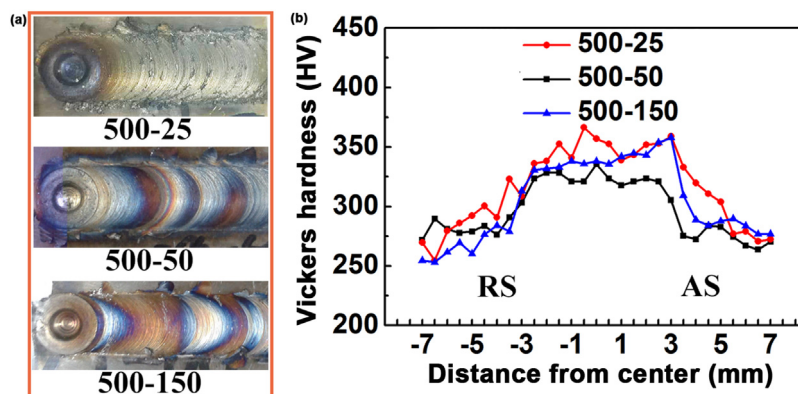 (a)
500-25
500-50
500-150
(b)
Vickers hardness (HV)
450
400
350
300
250
200
500-25
500-50
500-150
RS
AS
-7 -5 -3 -1 1 3 5 7
Distance from center (mm)